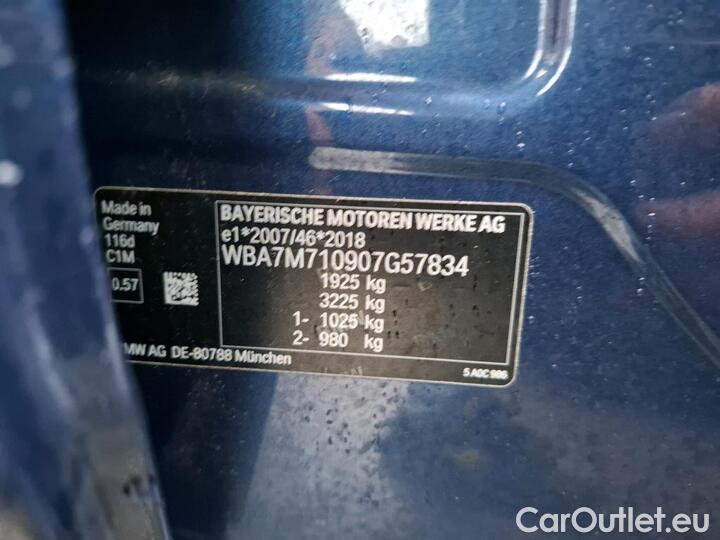 Made in
Germany
116d
C1M
0.57
BAYERISCHE MOTOREN WERKE AG
e1*2007/46*2018
WBA7M710907G57834
1925 kg
3225 kg
1- 1025 kg
2- 980 kg
MW AG DE-80788 München
5 A0C 986
CarOutlet.eu